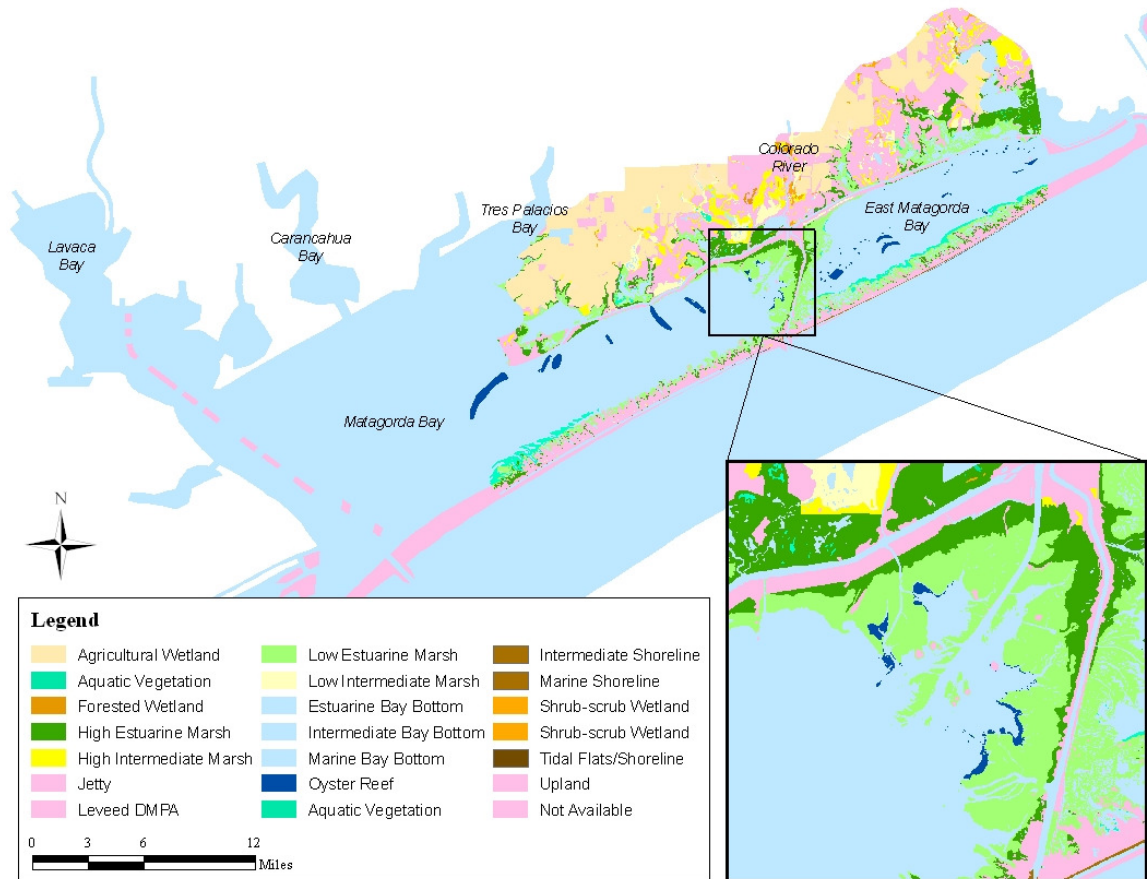 Colorado
River
Tres Palacios
Bay
East Matagorda
Bay
Carancahua
Bay
Lavaca
Bay
Matagorda Bay
N
Legend
Agricultural Wetland
Aquatic Vegetation
Forested Wetland
High Estuarine Marsh
High Intermediate Marsh
Jetty
Leveed DMPA
Low Estuarine Marsh
Low Intermediate Marsh
Estuarine Bay Bottom
Intermediate Bay Bottom
Marine Bay Bottom
Oyster Reef
Aquatic Vegetation
Intermediate Shoreline
Marine Shoreline
Shrub-scrub Wetland
Shrub-scrub Wetland
Tidal Flats/Shoreline
Upland
Not Available
0 3 6 12
Miles